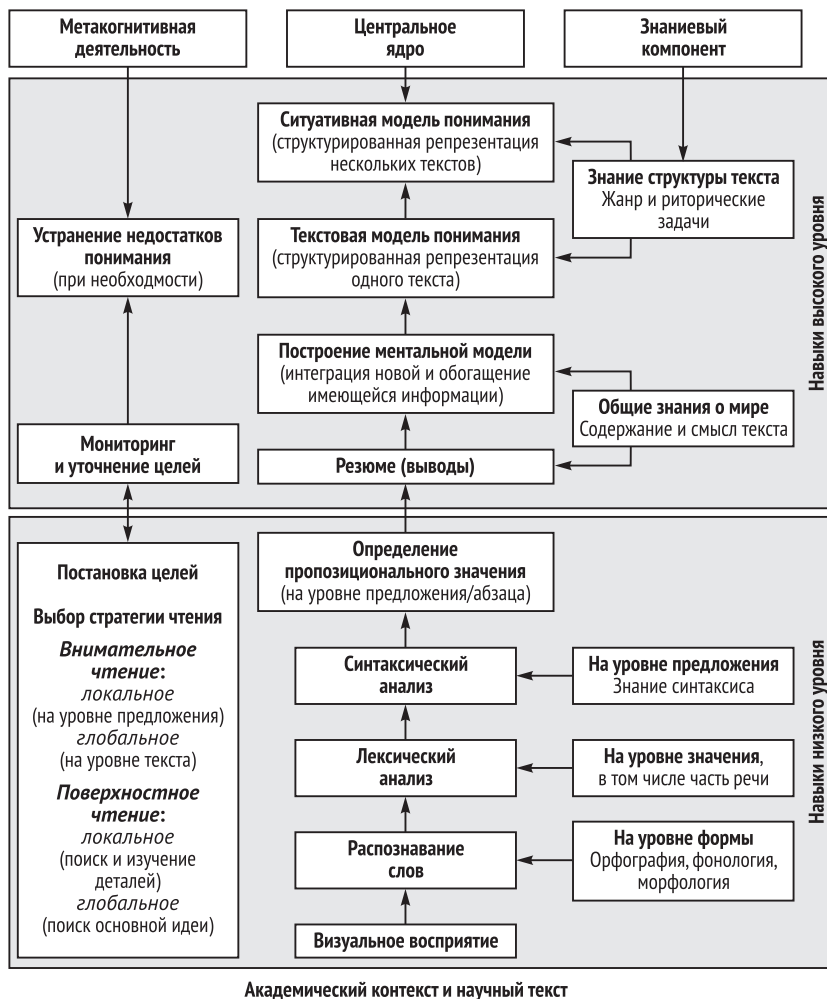 Метакогнитивная
деятельность
Центральное
ядро
Знаниевый
компонент
Ситуативная модель понимания
(структурированная репрезентация
нескольких текстов)
Знание структуры текста
Жанр и риторические
задачи
Устранение недостатков
понимания
(при необходимости)
Текстовая модель понимания
(структурированная репрезентация
одного текста)
Построение ментальной модели
(интеграция новой и обогащение
имеющейся информации)
Общие знания о мире
Содержание и смысл текста
Мониторинг
и уточнение целей
Резюме (выводы)
Навыки высокого уровня
Постановка целей
Выбор стратегии чтения
Внимательное
чтение:
локальное
(на уровне предложения)
глобальное
(на уровне текста)
Поверхностное
чтение:
локальное
(поиск и изучение
деталей)
глобальное
(поиск основной идеи)
Определение
пропозиционального значения
(на уровне предложения/абзаца)
Синтаксический
анализ
На уровне предложения
Знание синтаксиса
Лексический
анализ
На уровне значения,
в том числе часть речи
Распознавание
слов
На уровне формы
Орфография, фонология,
морфология
Визуальное восприятие
Навыки низкого уровня
Академический контекст и научный текст